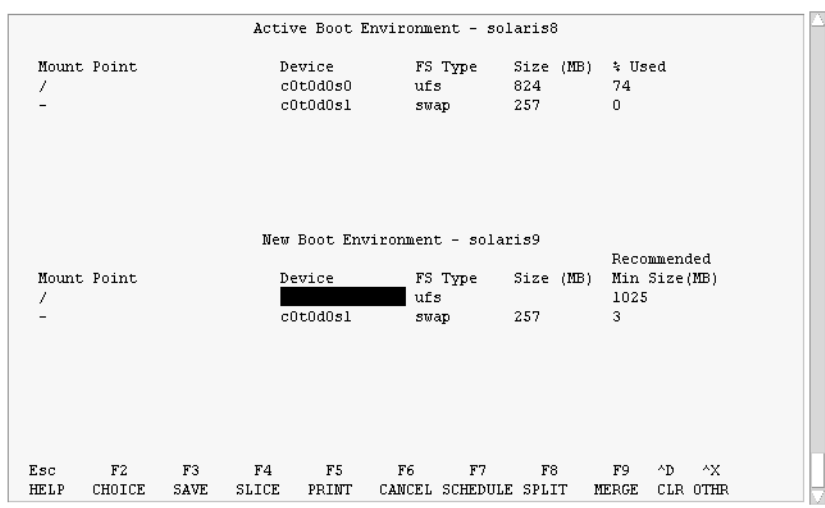 Active Boot Environment - solaris8
Mount Point Device FS Type Size (MB) % Used
/ c0t0d0s0 ufs 824 74
- c0t0d0s1 swap 257 0
New Boot Environment - solaris9
Recommended
Mount Point Device FS Type Size (MB) Min Size(MB)
/ ufs 1025
- c0t0d0s1 swap 257 3
Esc F2 F3 F4 F5 F6 F7 F8 F9 ^D ^X
HELP CHOICE SAVE SLICE PRINT CANCEL SCHEDULE SPLIT MERGE CLR OTHR